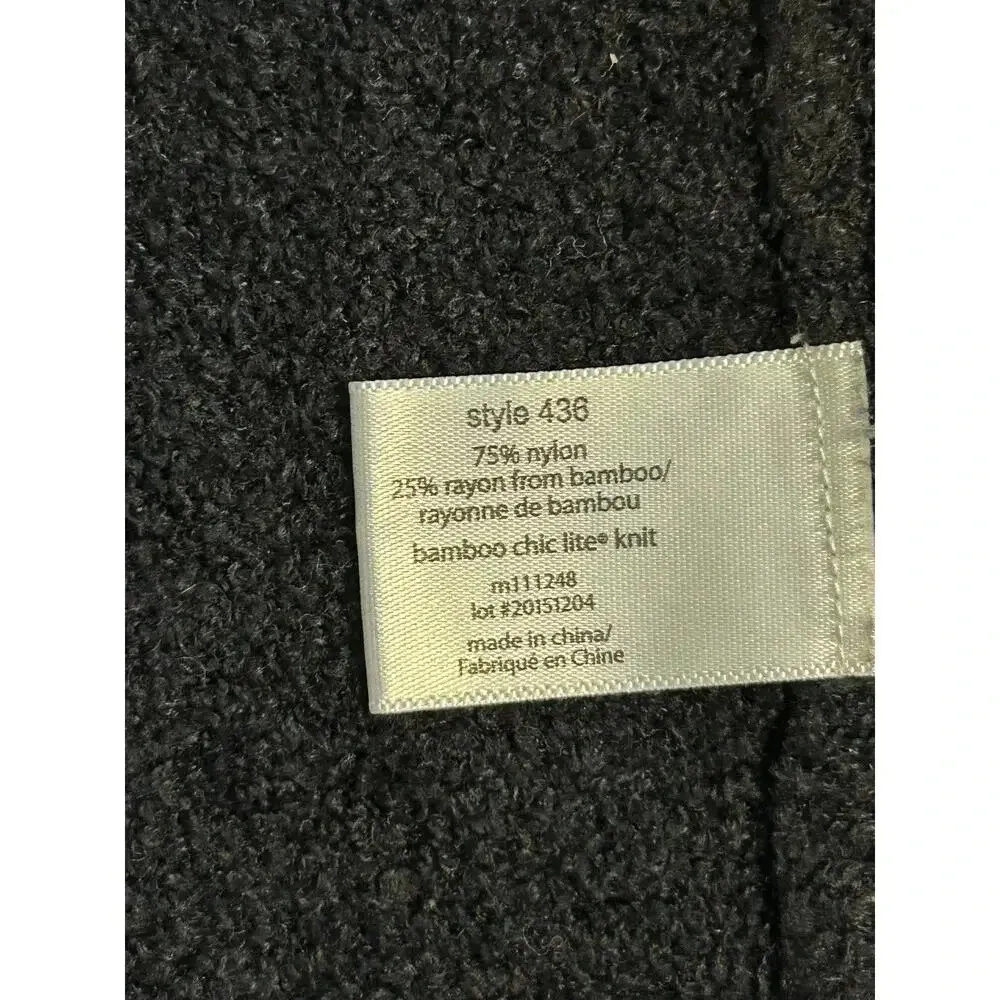 style 436
75% nylon
25% rayon from bamboo/
rayonne de bambou
bamboo chic lite® knit
m111248
lot #20151204
made in china/
Fabriqué en Chine